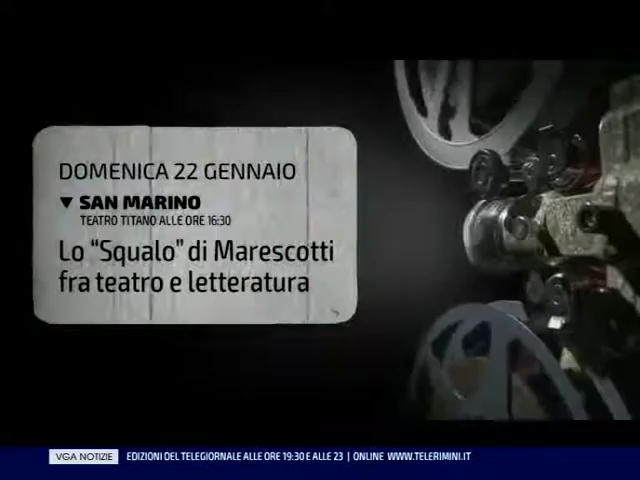 DOMENICA 22 GENNAIO
▼ SAN MARINO
TEATRO TITANO ALLE ORE 16:30
Lo “Squalo” di Marescotti
fra teatro e letteratura
VGA NOTIZIE EDIZIONI DEL TELEGIORNALE ALLE ORE 19:30 E ALLE 23 | ONLINE WWW.TELERIMINI.IT